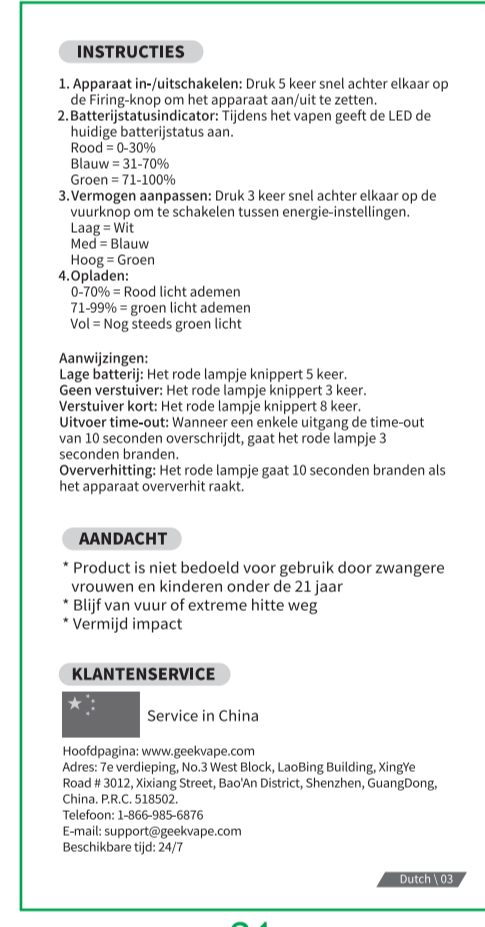 INSTRUCTIES
1. Apparaat in-/uitschakelen: Druk 5 keer snel achter elkaar op
de Firing-knop om het apparaat aan/uit te zetten.
2.Batterijstatusindicator: Tijdens het vapen geeft de LED de
huidige batterijstatus aan.
Rood = 0-30%
Blauw = 31-70%
Groen = 71-100%
3.Vermogen aanpassen: Druk 3 keer snel achter elkaar op de
vuurknop om te schakelen tussen energie-instellingen.
Laag = Wit
Med = Blauw
Hoog = Groen
4.Opladen:
0-70% = Rood licht ademen
71-99% = groen licht ademen
Vol = Nog steeds groen licht
Aanwijzingen:
Lage batterij: Het rode lampje knippert 5 keer.
Geen verstuiver: Het rode lampje knippert 3 keer.
Verstuiver kort: Het rode lampje knippert 8 keer.
Uitvoer time-out: Wanneer een enkele uitgang de time-out
van 10 seconden overschrijdt, gaat het rode lampje 3
seconden branden.
Oververhitting: Het rode lampje gaat 10 seconden branden als
het apparaat oververhit raakt.
AANDACHT
* Product is niet bedoeld voor gebruik door zwangere
vrouwen en kinderen onder de 21 jaar
* Blijf van vuur of extreme hitte weg
* Vermijd impact
KLANTENSERVICE
Service in China
Hoofdpagina: www.geekvape.com
Adres: 7e verdieping, No.3 West Block, LaoBing Building, XingYe
Road # 3012, Xixiang Street, Bao'An District, Shenzhen, GuangDong,
China. P.R.C. 518502.
Telefoon: 1-866-985-6876
E-mail: support@geekvape.com
Beschikbare tijd: 24/7
Dutch \ 03